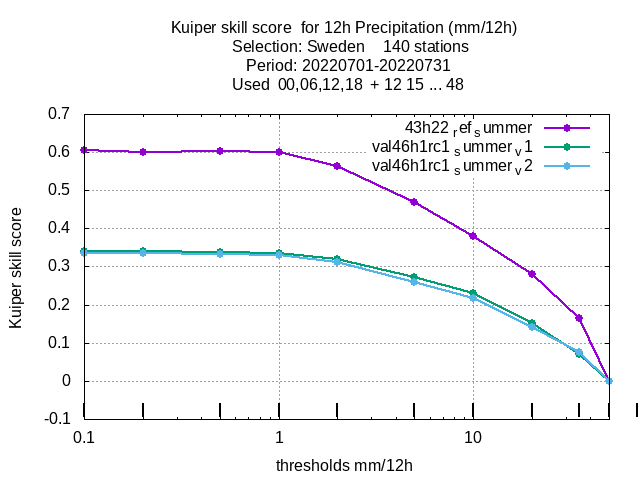 Kuiper skill score  for 12h Precipitation (mm/12h)
Selection: Sweden    140 stations
Period: 20220701-20220731
Used  00,06,12,18  + 12 15 ... 48
0.7
0.6
0.5
0.4
0.3
0.2
0.1
0
-0.1
0.1
1
10
Kuiper skill score
thresholds mm/12h
43h22 ref summer
val46h1rc1 summer v1
val46h1rc1 summer v2